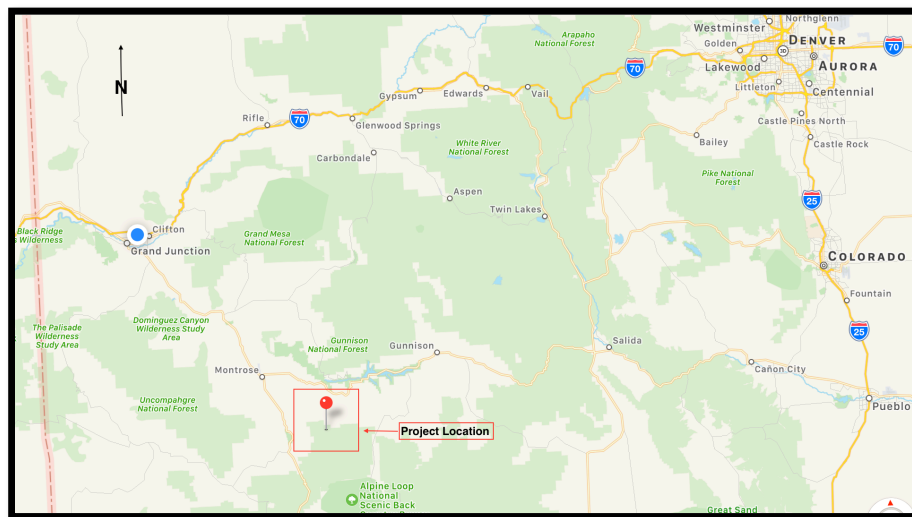 Northglenn
Westminster
Arapaho
National Forest
Golden
DENVER
3D
70
70
AURORA
Lakewood
Littleton
Centennial
N
Gypsum
Edwards
Vail
Rifle
70
Glenwood Springs
Castle Pines North
Bailey
Castle Rock
Carbondale
White River
National Forest
Pike National
Forest
Aspen
25
Twin Lakes
Black Ridge
s Wilderness
Clifton
Grand Junction
Grand Mesa
National Forest
COLORADO
Fountain
The Palisade
Wilderness
Study Area
Dominguez Canyon
Wilderness Study
Area
25
Gunnison
National Forest
Gunnison
Salida
Montrose
Cañon City
Uncompahgre
National Forest
Pueblo
Project Location
Alpine Loop
National
Scenic Back
Great Sand